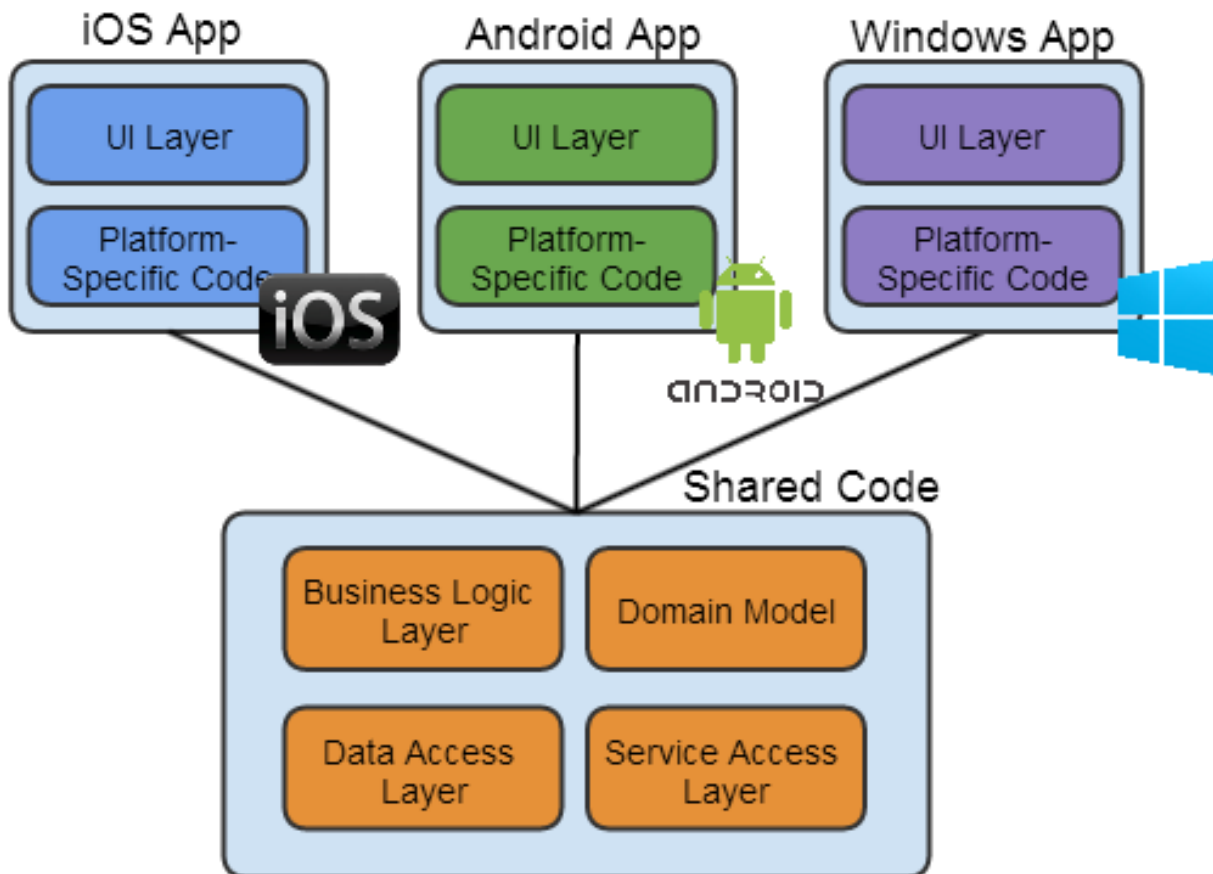 iOS App
Android App
Windows App
UI Layer
UI Layer
UI Layer
Platform-
Specific Code
Platform-
Specific Code
Platform-
Specific Code
iOS
ANDROID
Shared Code
Business Logic
Layer
Domain Model
Data Access
Layer
Service Access
Layer